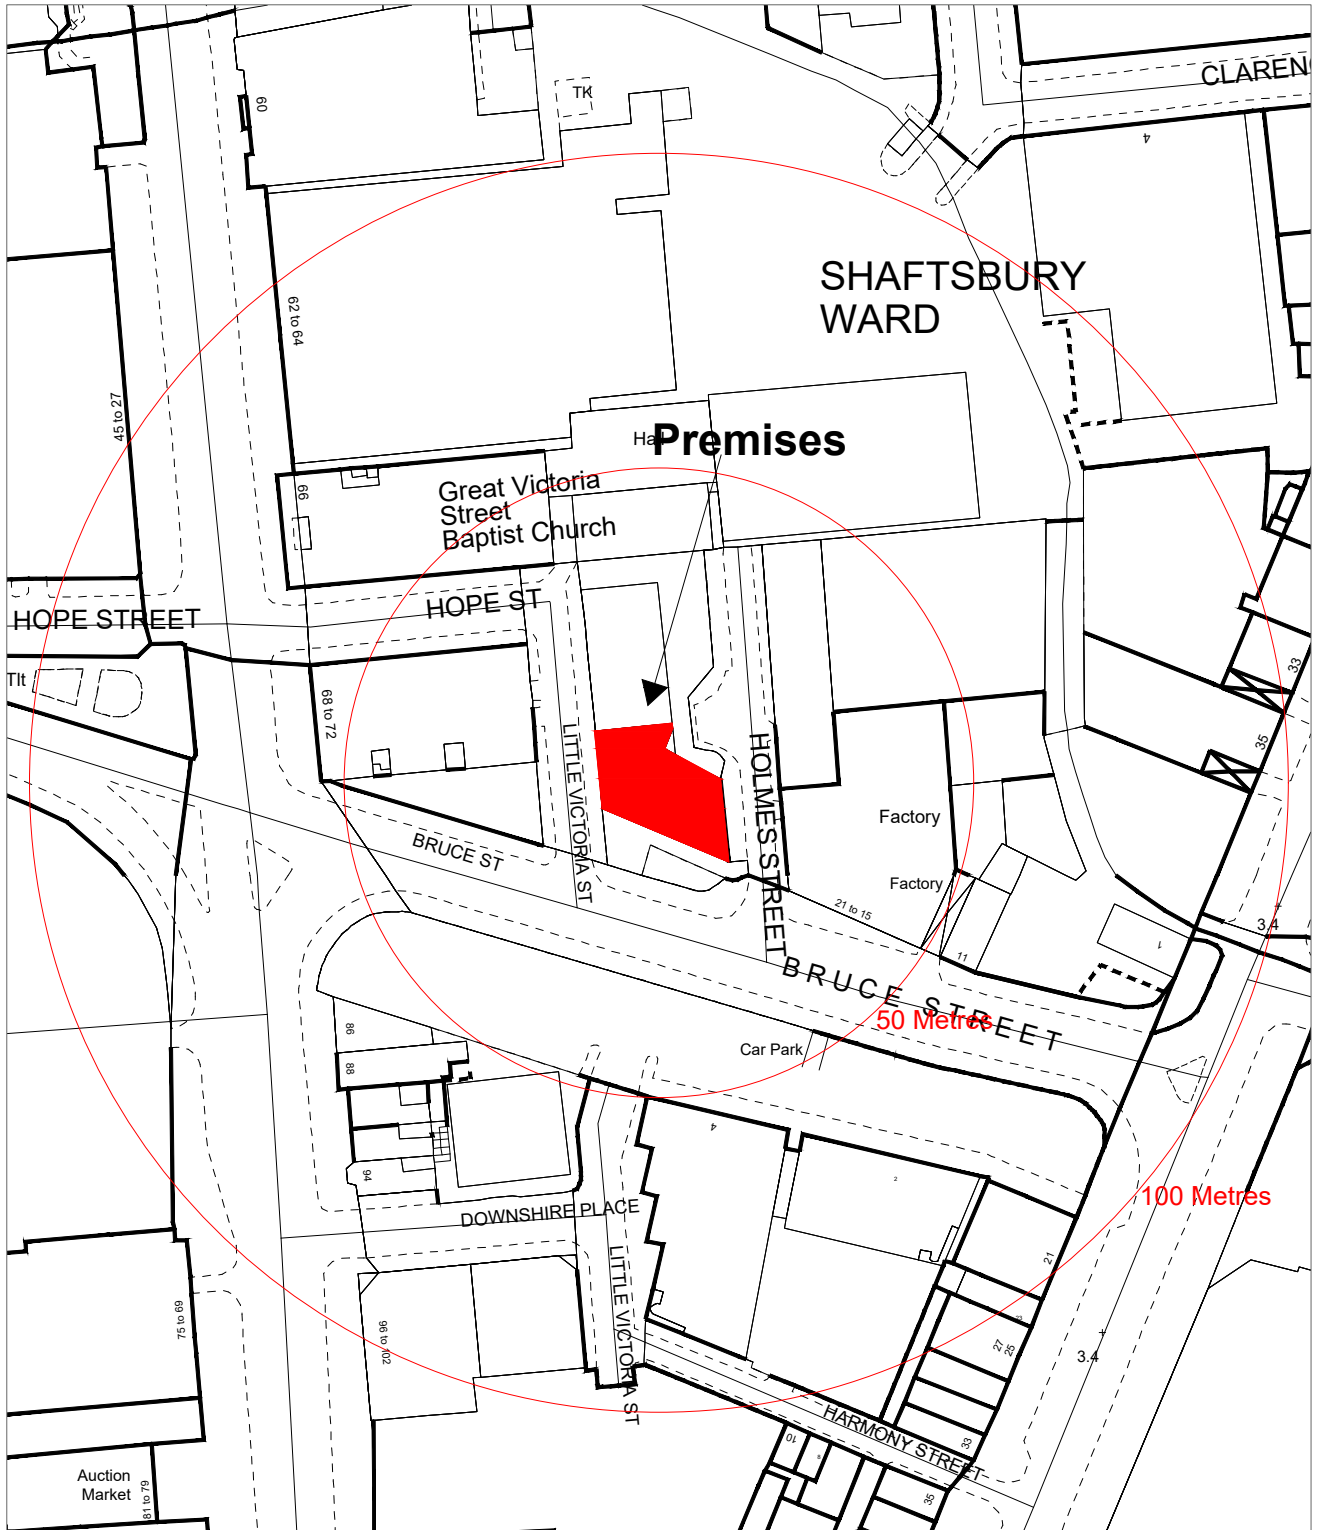 CLAREN
TK
60
4
SHAFTSBURY
WARD
62 to 64
45 to 27
Premises
66
Great Victoria
Street
Baptist Church
HOPE ST
HOPE STREET
Tlt
33
68 to 72
35
LITTLE VICTORIA ST
HOLMES STREET
Factory
BRUCE ST
Factory
21 to 15
3.4
1
11
BRUCE STREET
50 Metres
86
Car Park
88
4
2
94
100 Metres
DOWNSHIRE PLACE
21
LITTLE VICTORIA ST
75 to 69
96 to 102
27
25
3.4
HARMONY STREET
10
33
Auction
Market
81 to 79
35